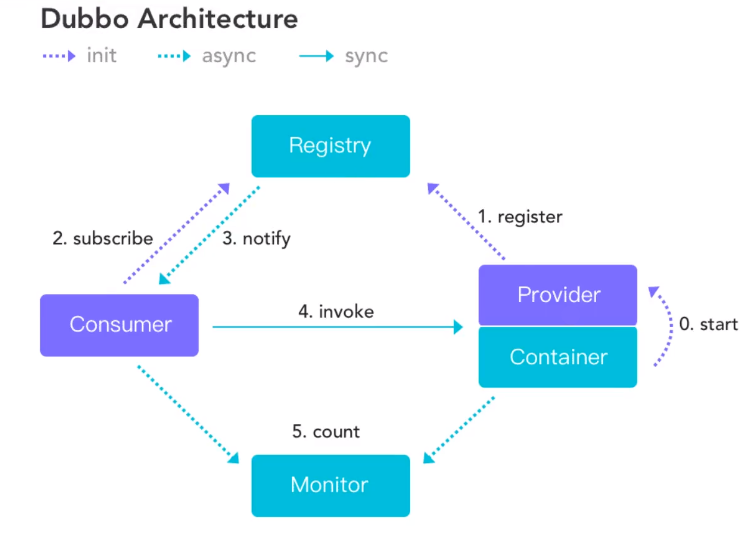 Dubbo Architecture
init async sync
Registry
1. register
2. subscribe 3. notify
Provider
4. invoke
Consumer
0. start
Container
5. count
Monitor